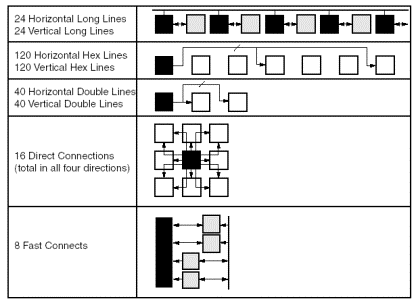 24 Horizontal Long Lines
24 Vertical Long Lines
120 Horizontal Hex Lines
120 Vertical Hex Lines
40 Horizontal Double Lines
40 Vertical Double Lines
16 Direct Connections
(total in all four directions)
8 Fast Connects